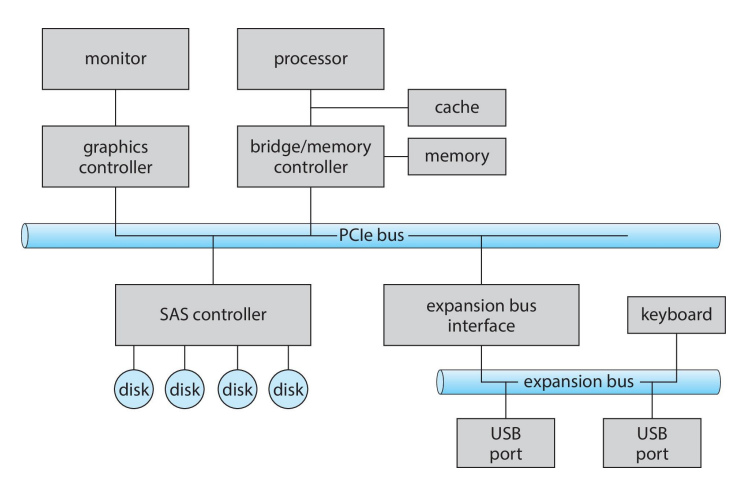 monitor
processor
cache
graphics
controller
bridge/memory
controller
memory
PCIe bus
SAS controller
expansion bus
interface
keyboard
disk
disk
disk
disk
expansion bus
USB
port
USB
port